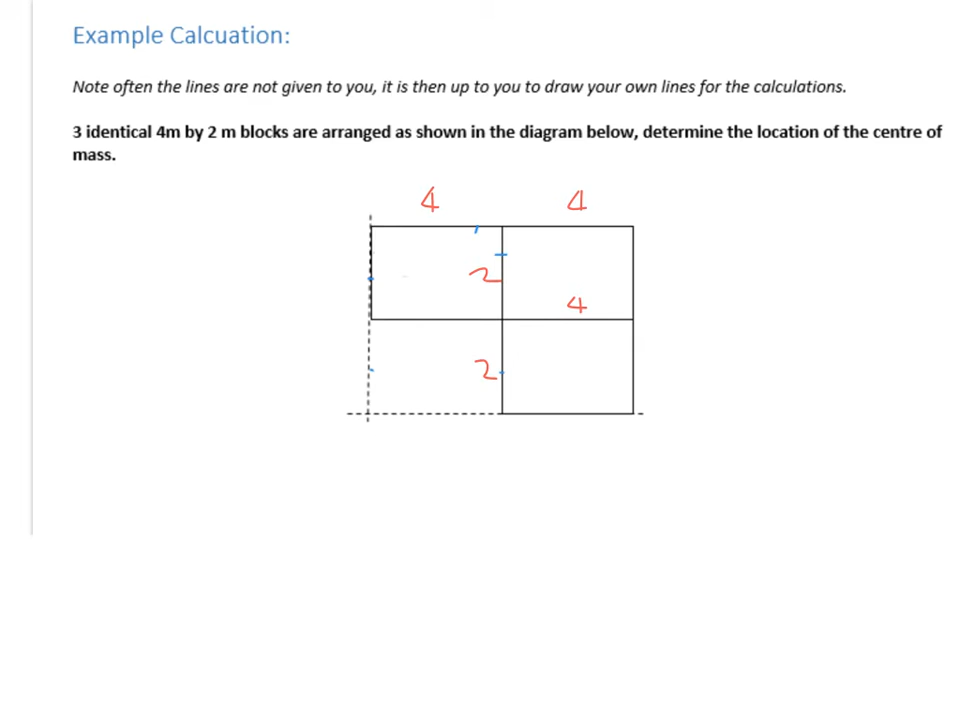 Example Calcuation:
Note often the lines are not given to you, it is then up to you to draw your own lines for the calculations.
3 identical 4m by 2 m blocks are arranged as shown in the diagram below, determine the location of the centre of
mass.
4 4
2
4
2